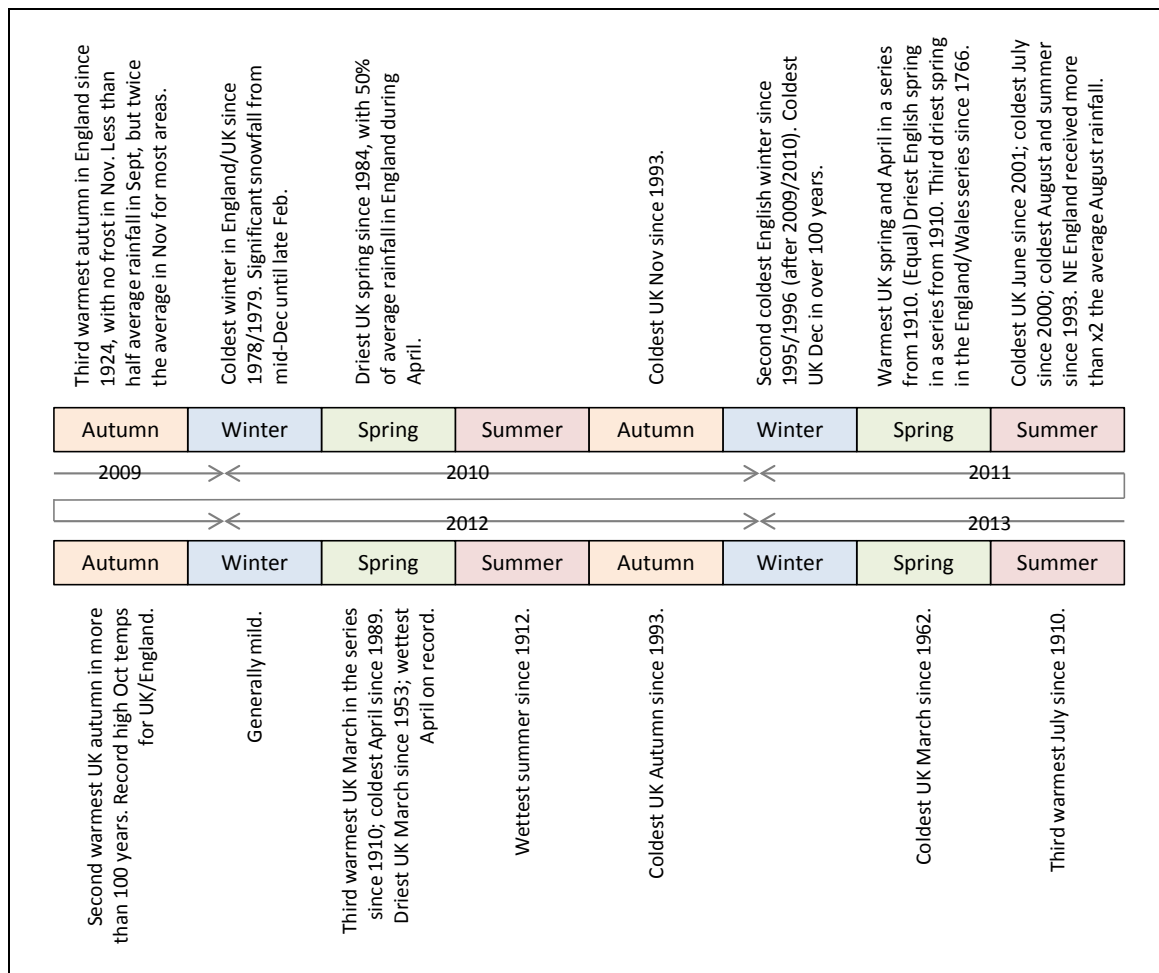 Third warmest autumn in England since
1924, with no frost in Nov. Less than
half average rainfall in Sept, but twice
the average in Nov for most areas.
Coldest winter in England/UK since
1978/1979. Significant snowfall from
mid-Dec until late Feb.
Driest UK spring since 1984, with 50%
of average rainfall in England during
April.
Coldest UK Nov since 1993.
Second coldest English winter since
1995/1996 (after 2009/2010). Coldest
UK Dec in over 100 years.
Warmest UK spring and April in a series
from 1910. (Equal) Driest English spring
in a series from 1910. Third driest spring
in the England/Wales series since 1766.
Coldest UK June since 2001; coldest July
since 2000; coldest August and summer
since 1993. NE England received more
than x2 the average August rainfall.
Autumn
Winter
Spring
Summer
Autumn
Winter
Spring
Summer
2009
2010
2011
2012
2013
Autumn
Winter
Spring
Summer
Autumn
Winter
Spring
Summer
Second warmest UK autumn in more
than 100 years. Record high Oct temps
for UK/England.
Generally mild.
Third warmest UK March in the series
since 1910; coldest April since 1989.
Driest UK March since 1953; wettest
April on record.
Wettest summer since 1912.
Coldest UK Autumn since 1993.
Coldest UK March since 1962.
Third warmest July since 1910.